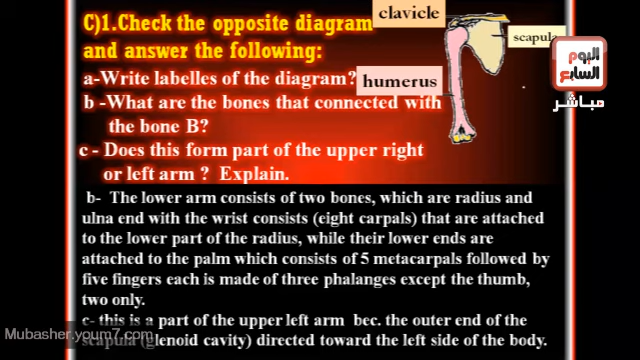 clavicle
C)1.Check the opposite diagram
and answer the following:
scapula
اليوم
السابع
مباشر
a-Write labelles of the diagram?
humerus
b -What are the bones that connected with
the bone B?
c - Does this form part of the upper right
or left arm ? Explain.
b- The lower arm consists of two bones, which are radius and
ulna end with the wrist consists (eight carpals) that are attached
to the lower part of the radius, while their lower ends are
attached to the palm which consists of 5 metacarpals followed by
five fingers each is made of three phalanges except the thumb,
two only.
c- this is a part of the upper left arm bec. the outer end of the
Mubasher.youm7.com
scapula (glenoid cavity) directed toward the left side of the body.